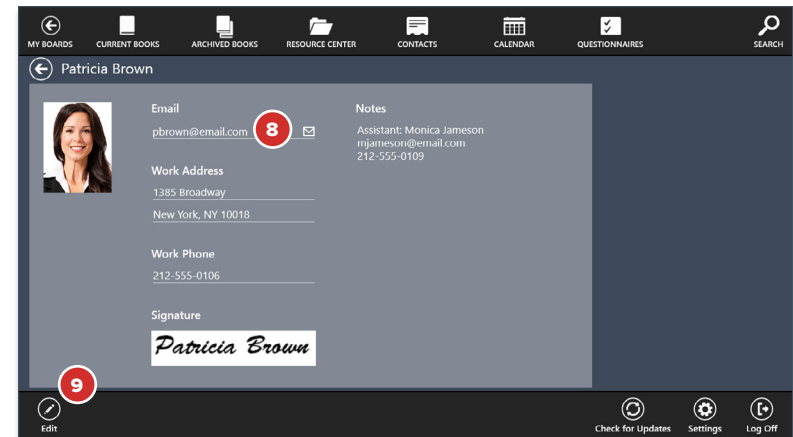 MY BOARDS CURRENT BOOKS ARCHIVED BOOKS RESOURCE CENTER CONTACTS CALENDAR QUESTIONNAIRES SEARCH
Patricia Brown
Email
pbrown@email.com 8
Work Address
1385 Broadway
New York, NY 10018
Work Phone
212-555-0106
Signature
Patricia Brown
Notes
Assistant: Monica Jameson
mjameson@email.com
212-555-0109
9
Edit Check for Updates Settings Log Off